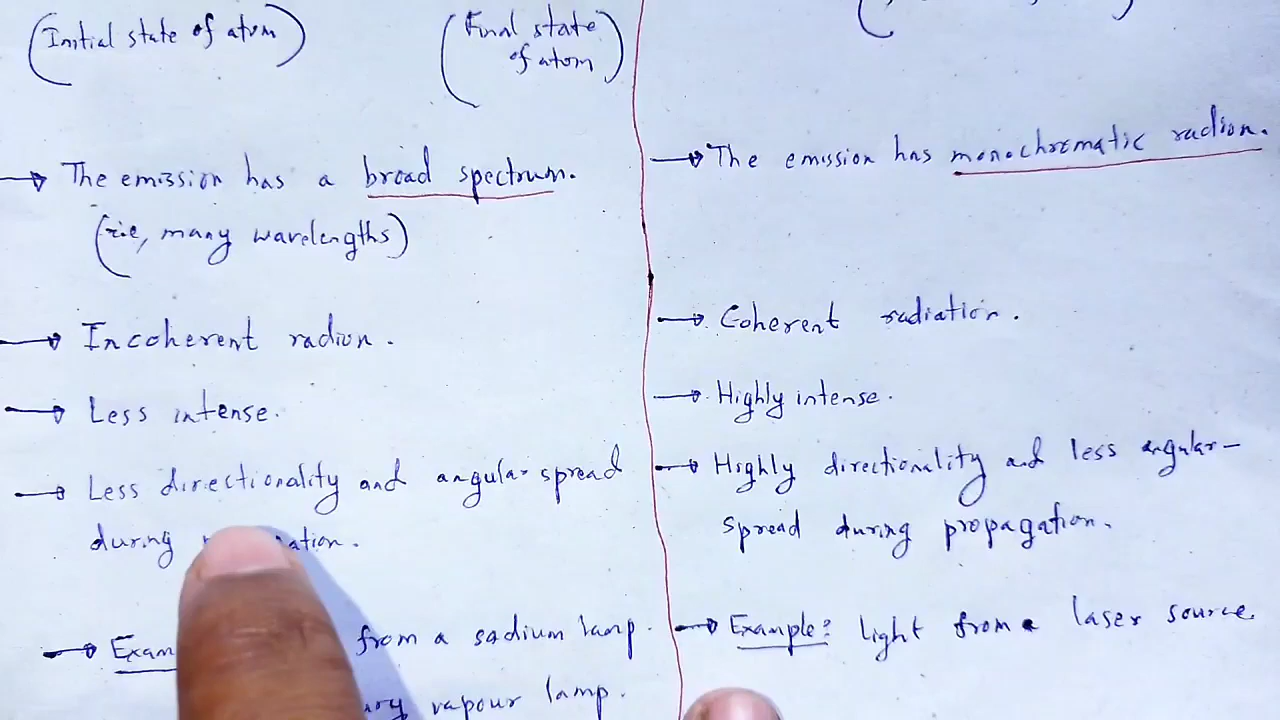 (Initial state of atom)
(Final state
of atom)
→ The emission has a broad spectrum.
(i.e, many wavelengths)
→ Incoherent radion.
→ Less intense.
→ Less directionality and angular spread
during
→ from a sodium lamp.
vapour lamp.
→ The emission has monochromatic radion.
→ Coherent radiation.
→ Highly intense.
→ Highly directionality and less angular-
spread during propagation.
→ Example: light from a laser source.